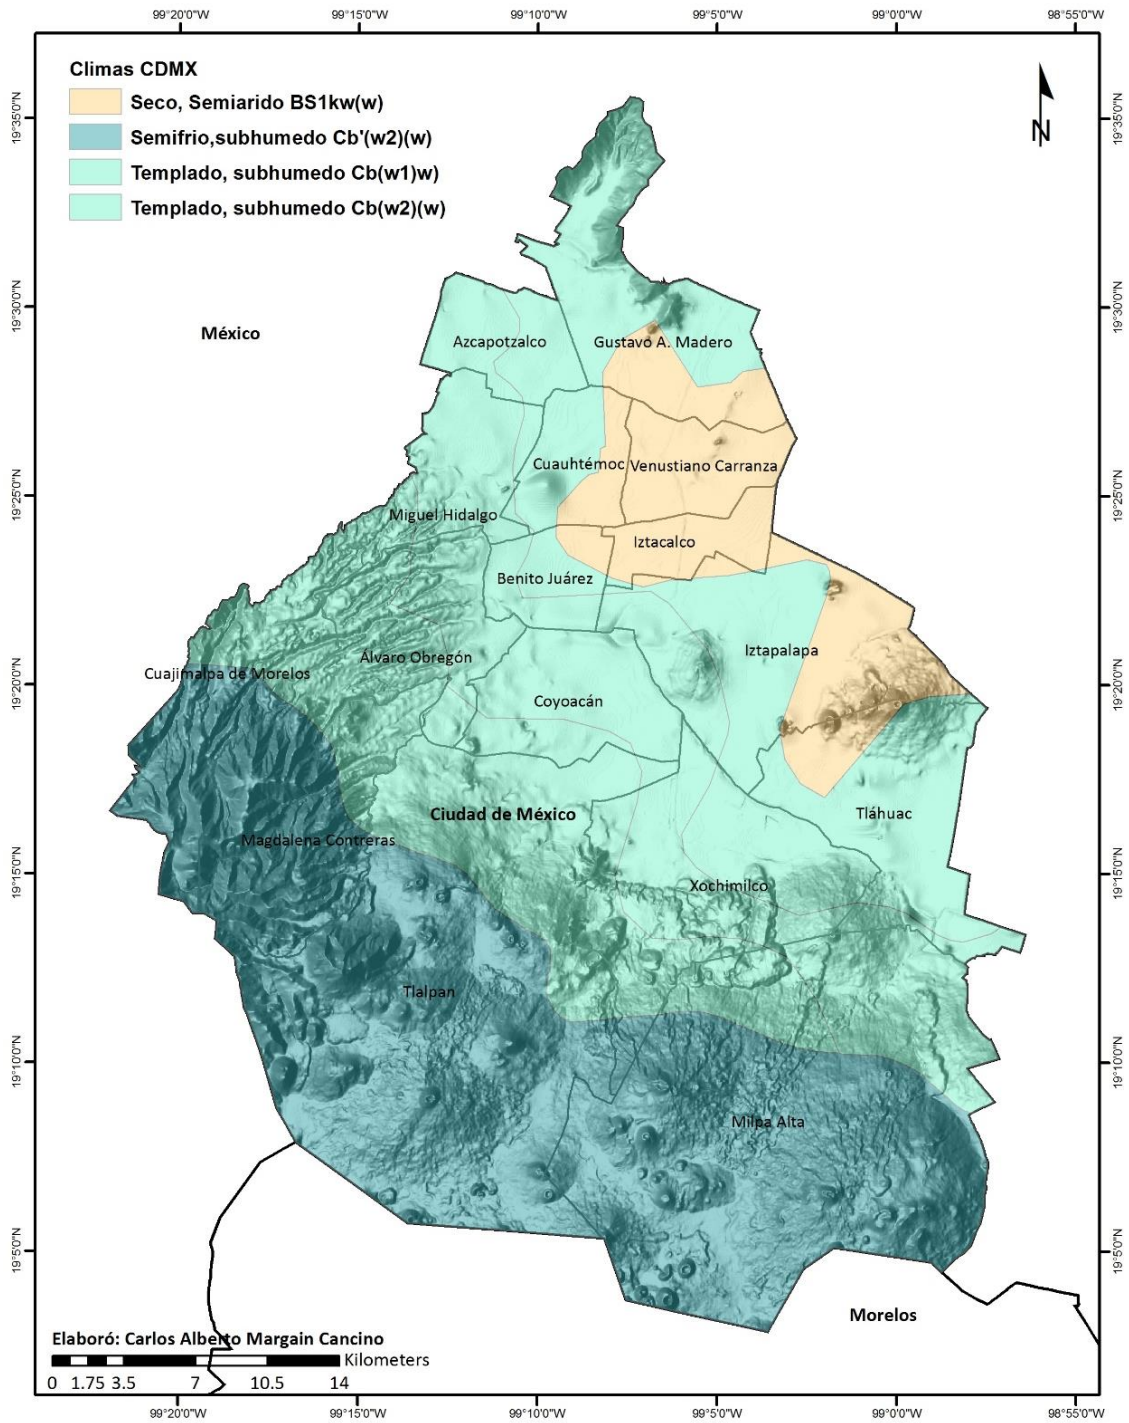 99°20'0"W 99°15'0"W 99°10'0"W 99°5'0"W 99°0'0"W 98°55'0"W
Climas CDMX
Seco, Semiarido BS1kw(w)
Semifrio,subhumedo Cb'(w2)(w)
Templado, subhumedo Cb(w1)w)
Templado, subhumedo Cb(w2)(w)
N
19°35'0"N 19°35'0"N
19°30'0"N 19°30'0"N
México
Azcapotzalco
Gustavo A. Madero
Cuauhtémoc
Venustiano Carranza
19°25'0"N 19°25'0"N
Miguel Hidalgo
Iztacalco
Benito Juárez
Iztapalapa
Álvaro Obregón
Cuajimalpa de Morelos
19°20'0"N 19°20'0"N
Coyoacán
Ciudad de México
Tláhuac
Magdalena Contreras
19°15'0"N 19°15'0"N
Xochimilco
Tlalpan
19°10'0"N 19°10'0"N
Milpa Alta
19°5'0"N 19°5'0"N
Morelos
Elaboró: Carlos Alberto Margain Cancino
Kilometers
0 1.75 3.5 7 10.5 14
99°20'0"W 99°15'0"W 99°10'0"W 99°5'0"W 99°0'0"W 98°55'0"W